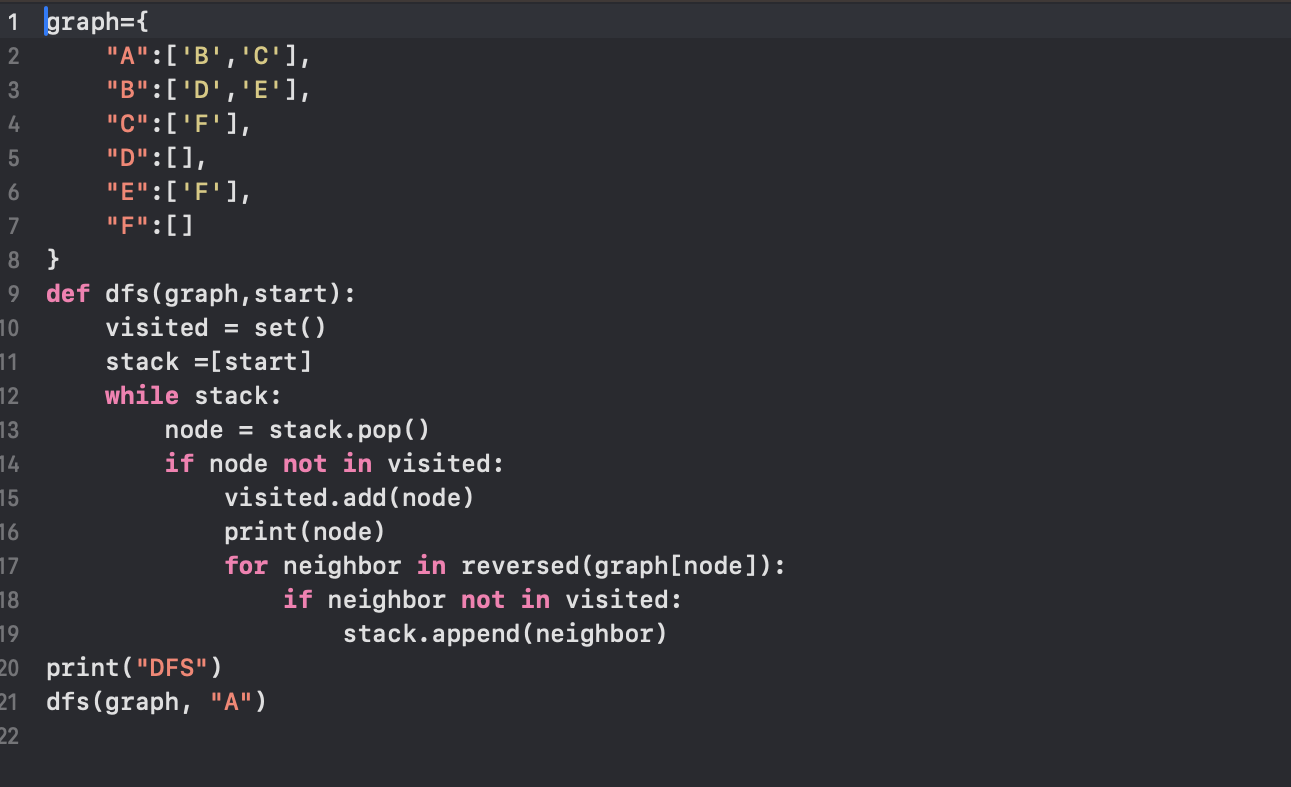 1 graph={
2     "A":['B','C'],
3     "B":['D','E'],
4     "C":['F'],
5     "D":[],
6     "E":['F'],
7     "F":[]
8 }
9 def dfs(graph,start):
10     visited = set()
11     stack =[start]
12     while stack:
13         node = stack.pop()
14         if node not in visited:
15             visited.add(node)
16             print(node)
17             for neighbor in reversed(graph[node]):
18                 if neighbor not in visited:
19                     stack.append(neighbor)
20 print("DFS")
21 dfs(graph, "A")
22